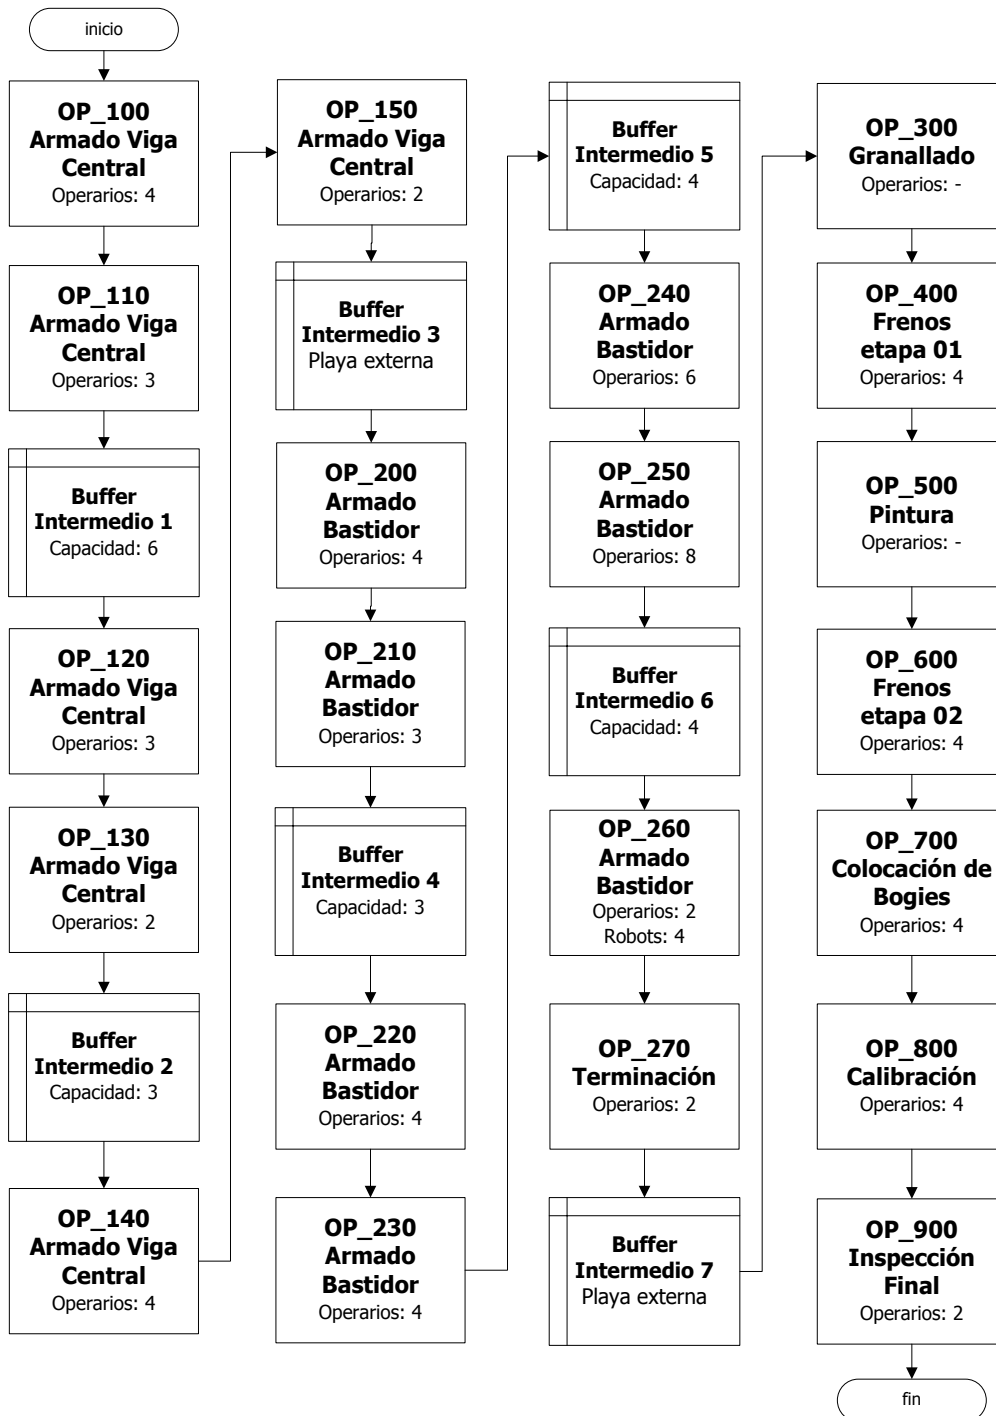 inicio
OP_100
Armado Viga
Central
Operarios: 4
OP_110
Armado Viga
Central
Operarios: 3
Buffer
Intermedio 1
Capacidad: 6
OP_120
Armado Viga
Central
Operarios: 3
OP_130
Armado Viga
Central
Operarios: 2
Buffer
Intermedio 2
Capacidad: 3
OP_140
Armado Viga
Central
Operarios: 4
OP_150
Armado Viga
Central
Operarios: 2
Buffer
Intermedio 3
Playa externa
OP_200
Armado
Bastidor
Operarios: 4
OP_210
Armado
Bastidor
Operarios: 3
Buffer
Intermedio 4
Capacidad: 3
OP_220
Armado
Bastidor
Operarios: 4
OP_230
Armado
Bastidor
Operarios: 4
Buffer
Intermedio 5
Capacidad: 4
OP_240
Armado
Bastidor
Operarios: 6
OP_250
Armado
Bastidor
Operarios: 8
Buffer
Intermedio 6
Capacidad: 4
OP_260
Armado
Bastidor
Operarios: 2
Robots: 4
OP_270
Terminación
Operarios: 2
Buffer
Intermedio 7
Playa externa
OP_300
Granallado
Operarios: -
OP_400
Frenos
etapa 01
Operarios: 4
OP_500
Pintura
Operarios: -
OP_600
Frenos
etapa 02
Operarios: 4
OP_700
Colocación de
Bogies
Operarios: 4
OP_800
Calibración
Operarios: 4
OP_900
Inspección
Final
Operarios: 2
fin